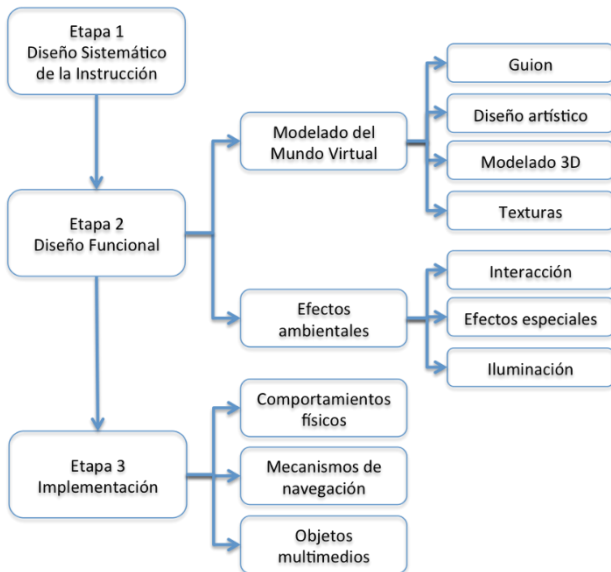 Etapa 1
Diseño Sistemático
de la Instrucción
Guion
Modelado del
Mundo Virtual
Diseño artístico
Modelado 3D
Texturas
Etapa 2
Diseño Funcional
Efectos
ambientales
Interacción
Efectos especiales
Iluminación
Etapa 3
Implementación
Comportamientos
físicos
Mecanismos de
navegación
Objetos
multimedios